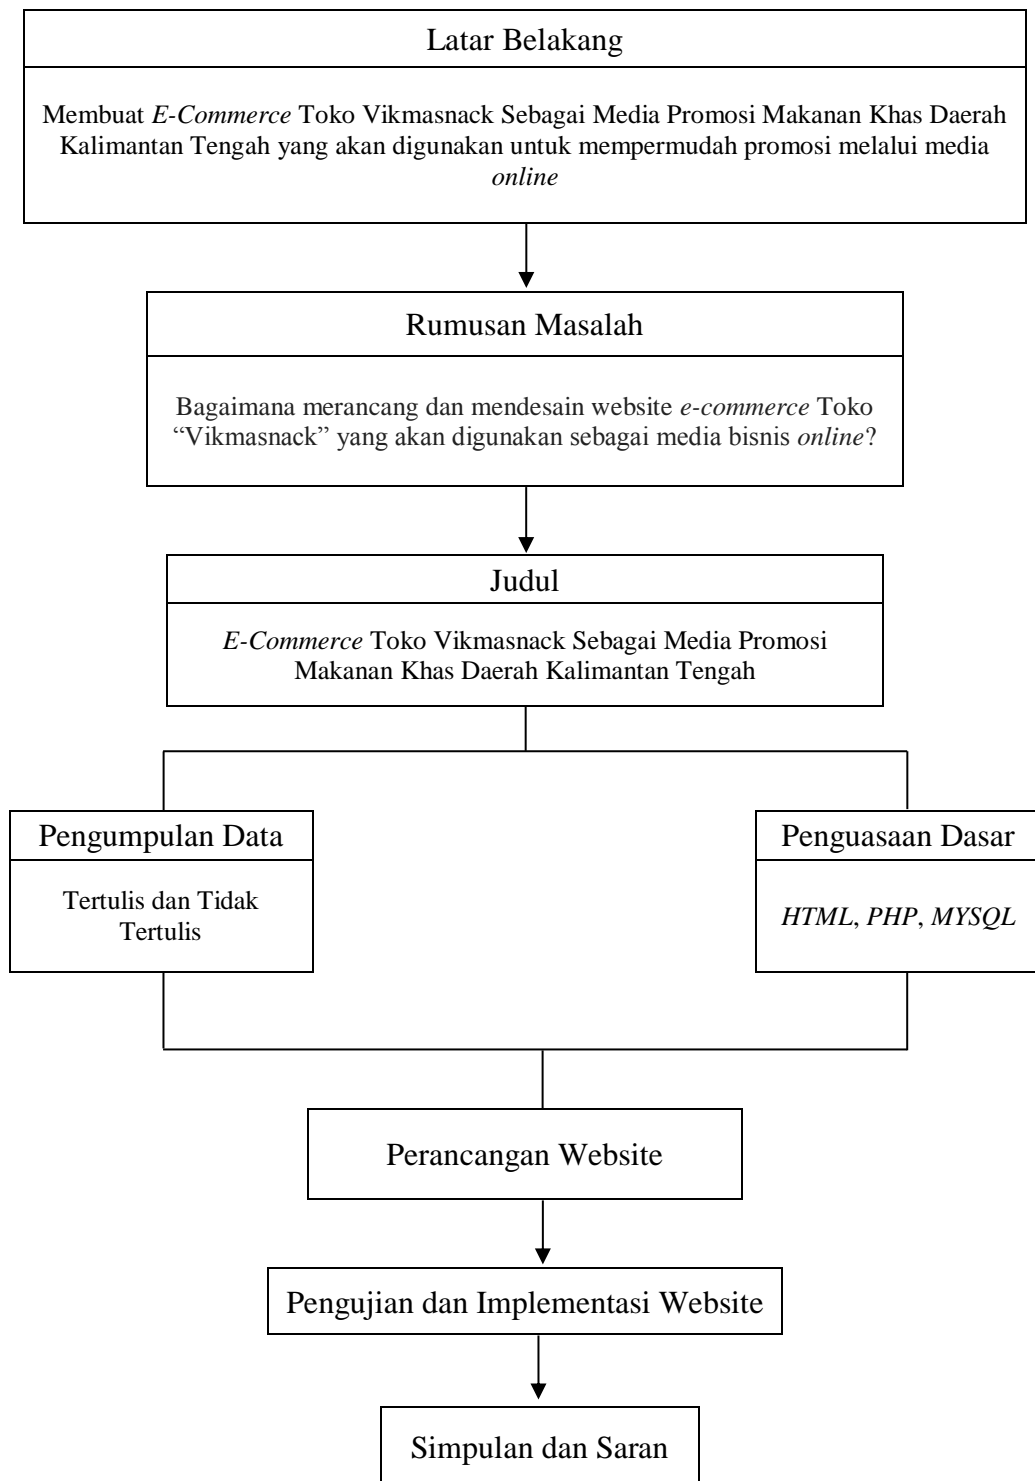 Latar Belakang
Membuat E-Commerce Toko Vikmasnack Sebagai Media Promosi Makanan Khas Daerah
Kalimantan Tengah yang akan digunakan untuk mempermudah promosi melalui media
online
Rumusan Masalah
Bagaimana merancang dan mendesain website e-commerce Toko
“Vikmasnack” yang akan digunakan sebagai media bisnis online?
Judul
E-Commerce Toko Vikmasnack Sebagai Media Promosi
Makanan Khas Daerah Kalimantan Tengah
Pengumpulan Data
Tertulis dan Tidak
Tertulis
Penguasaan Dasar
HTML, PHP, MYSQL
Perancangan Website
Pengujian dan Implementasi Website
Simpulan dan Saran